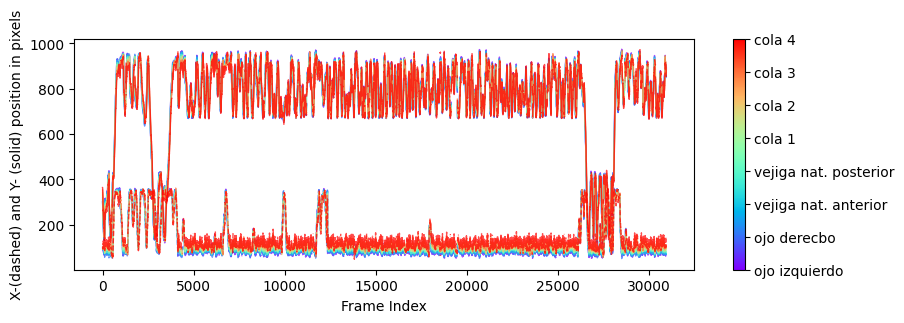 X-(dashed) and Y- (solid) position in pixels
1000
800
600
400
200
0
5000
10000
15000
20000
25000
30000
Frame Index
cola 4
cola 3
cola 2
cola 1
vejiga nat. posterior
vejiga nat. anterior
ojo derecbo
ojo izquierdo